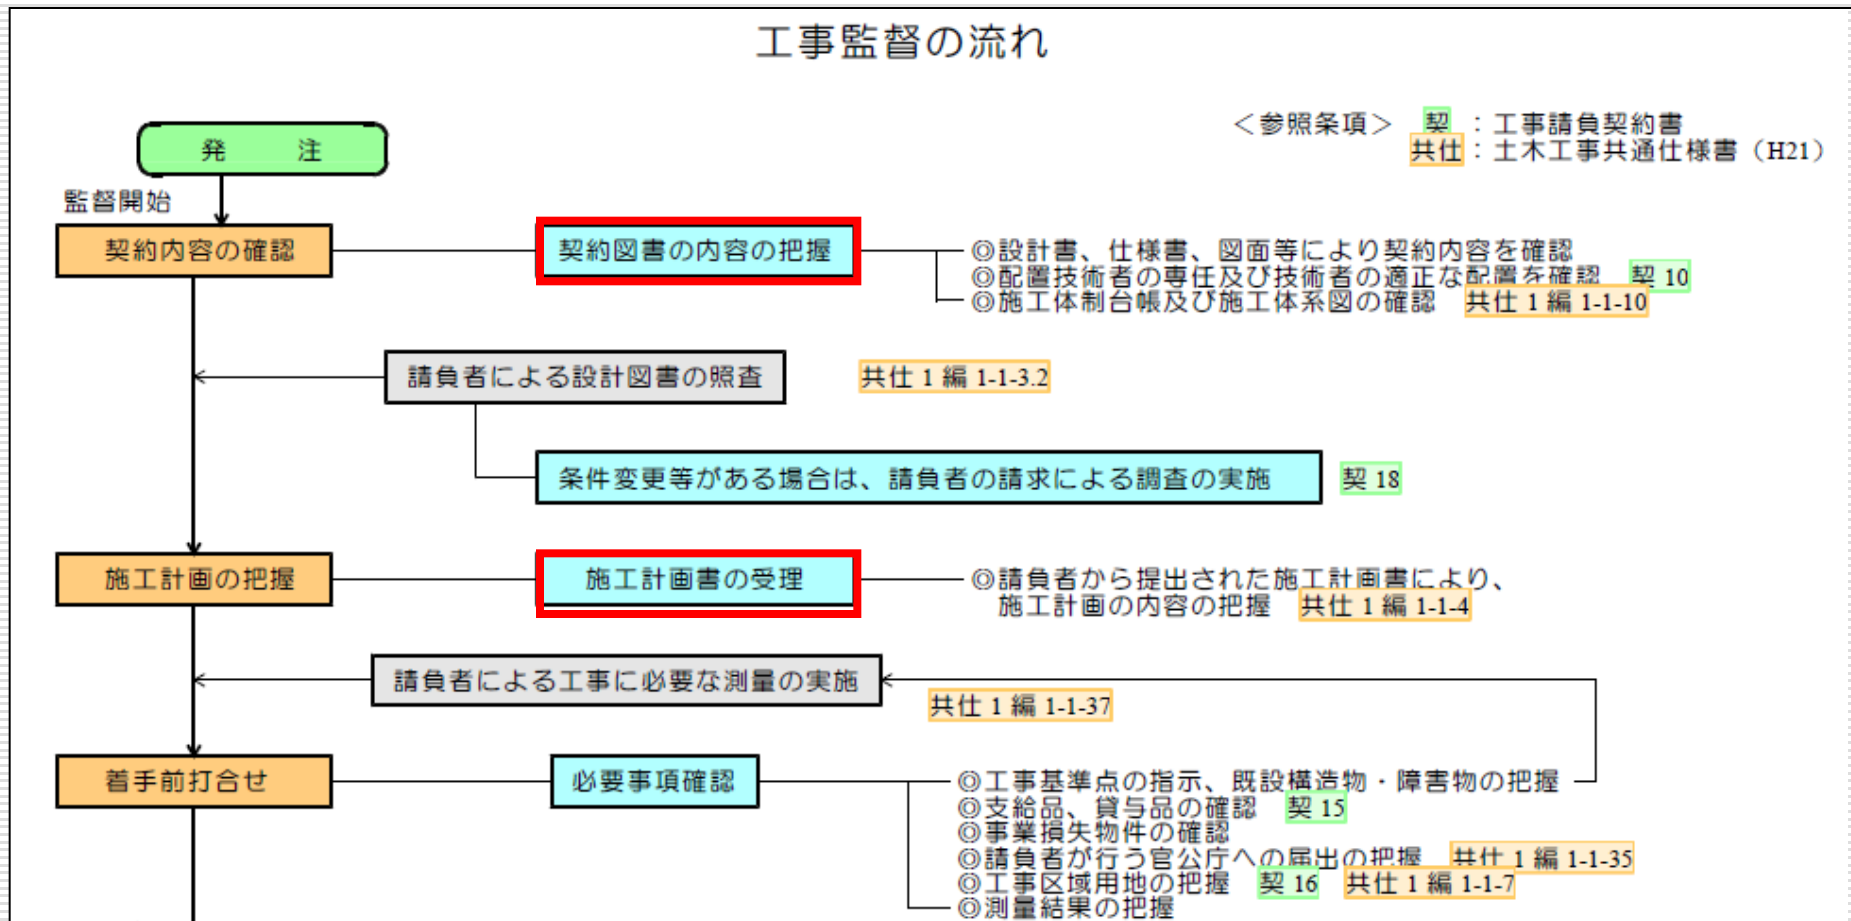 工事監督の流れ
<参照条項> 契：工事請負契約書
共仕：土木工事共通仕様書（H21）
発 注
監督開始
契約内容の確認
契約図書の内容の把握
◎設計書、仕様書、図面等により契約内容を確認
◎配置技術者の専任及び技術者の適正な配置を確認 契 10
◎施工体制台帳及び施工体系図の確認 共仕 1 編 1-1-10
請負者による設計図書の照査
共仕 1 編 1-1-3.2
条件変更等がある場合は、請負者の請求による調査の実施
契 18
施工計画の把握
施工計画書の受理
◎請負者から提出された施工計画書により、
施工計画の内容の把握 共仕 1 編 1-1-4
請負者による工事に必要な測量の実施
共仕 1 編 1-1-37
着手前打合せ
必要事項確認
◎工事基準点の指示、既設構造物・障害物の把握
◎支給品、貸与品の確認 契 15
◎事業損失物件の確認
◎請負者が行う官公庁への届出の把握 共仕 1 編 1-1-35
◎工事区域用地の把握 契 16 共仕 1 編 1-1-7
◎測量結果の把握